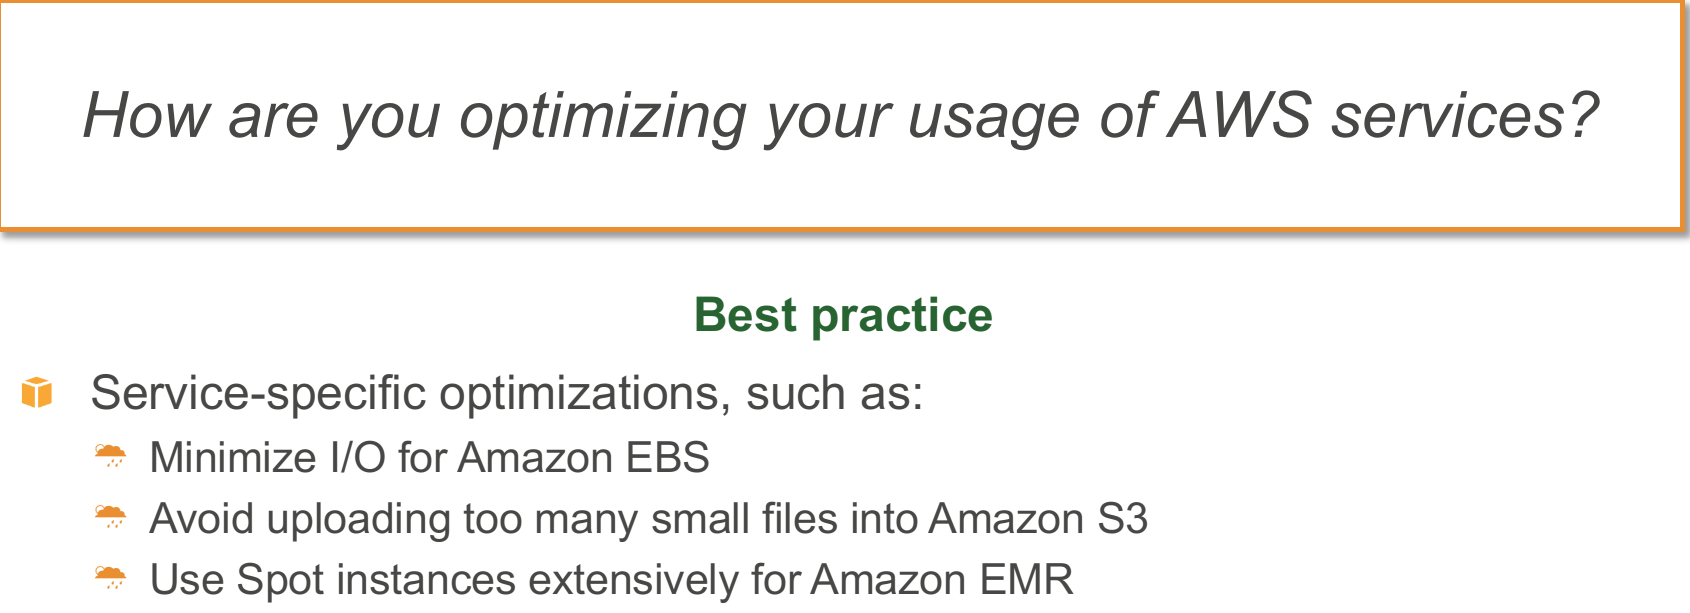 How are you optimizing your usage of AWS services?
Best practice
Service-specific optimizations, such as:
Minimize I/O for Amazon EBS
Avoid uploading too many small files into Amazon S3
Use Spot instances extensively for Amazon EMR